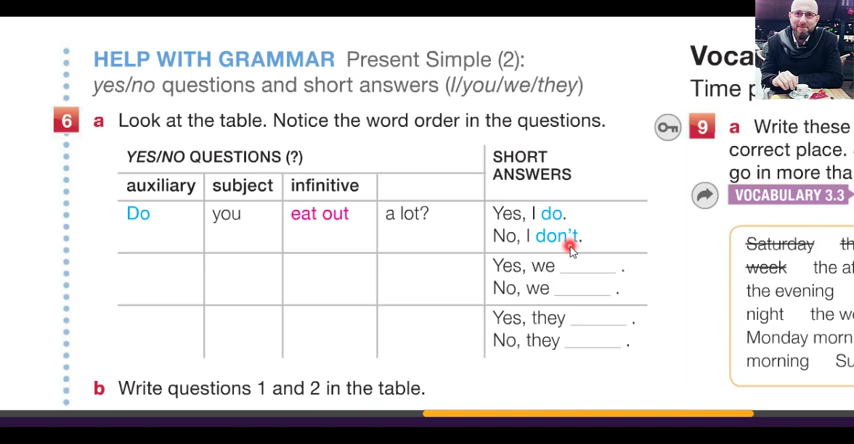 HELP WITH GRAMMAR Present Simple (2):
yes/no questions and short answers (I/you/we/they)
6 a Look at the table. Notice the word order in the questions.
YES/NO QUESTIONS (?) SHORT ANSWERS
auxiliary subject infinitive
Do you eat out a lot? Yes, I do.
No, I don't.
Yes, we ______ .
No, we ______ .
Yes, they ______ .
No, they ______ .
b Write questions 1 and 2 in the table.
Time
9 a Write these
correct place.
go in more
VOCABULARY 3.3
Saturday
week the
the evening
night the
Monday
morning